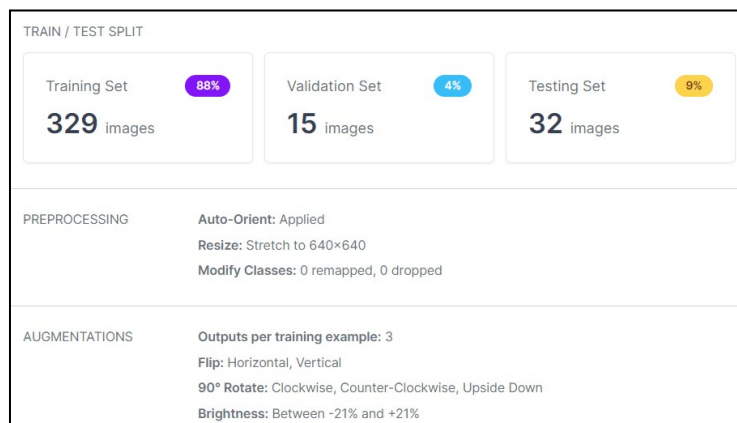 TRAIN / TEST SPLIT
Training Set 88%
329 images
Validation Set 4%
15 images
Testing Set 9%
32 images
PREPROCESSING
Auto-Orient: Applied
Resize: Stretch to 640×640
Modify Classes: 0 remapped, 0 dropped
AUGMENTATIONS
Outputs per training example: 3
Flip: Horizontal, Vertical
90° Rotate: Clockwise, Counter-Clockwise, Upside Down
Brightness: Between -21% and +21%